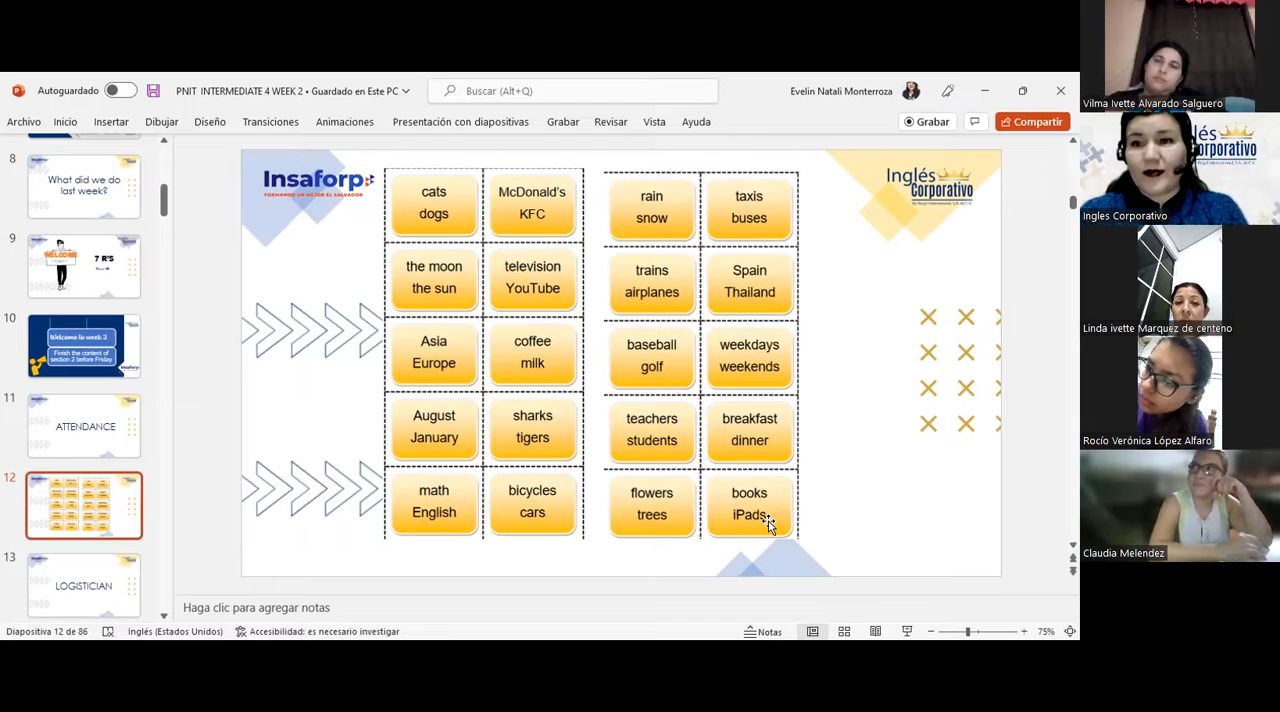 Autoguardado
PNIT INTERMEDIATE 4 WEEK 2 • Guardado en Este PC
Buscar (Alt+Q)
Evelin Natali Monterroza
Archivo Inicio Insertar Dibujar Diseño Transiciones Animaciones Presentación con diapositivas Grabar Revisar Vista Ayuda
Grabar
Compartir
8
What did we do
last week?
9
WELCOME
7 R'S
10
Welcome to week 2
Finish the content of
section 2 before Friday
11
ATTENDANCE
12
13
LOGISTICIAN
Insaforp
FORMANDO UN MEJOR EL SALVADOR
Inglés
Corporativo
cats
dogs
McDonald's
KFC
rain
snow
taxis
buses
the moon
the sun
television
YouTube
trains
airplanes
Spain
Thailand
Asia
Europe
coffee
milk
baseball
golf
weekdays
weekends
August
January
sharks
tigers
teachers
students
breakfast
dinner
math
English
bicycles
cars
flowers
trees
books
iPads
Haga clic para agregar notas
Diapositiva 12 de 86
Inglés (Estados Unidos)
Accesibilidad: es necesario investigar
Notas
75%
Vilma Ivette Alvarado Salguero
lés
orporativo
Ingles Corporativo
Linda ivette Marquez de centeno
Rocío Verónica López Alfaro
Claudia Melendez